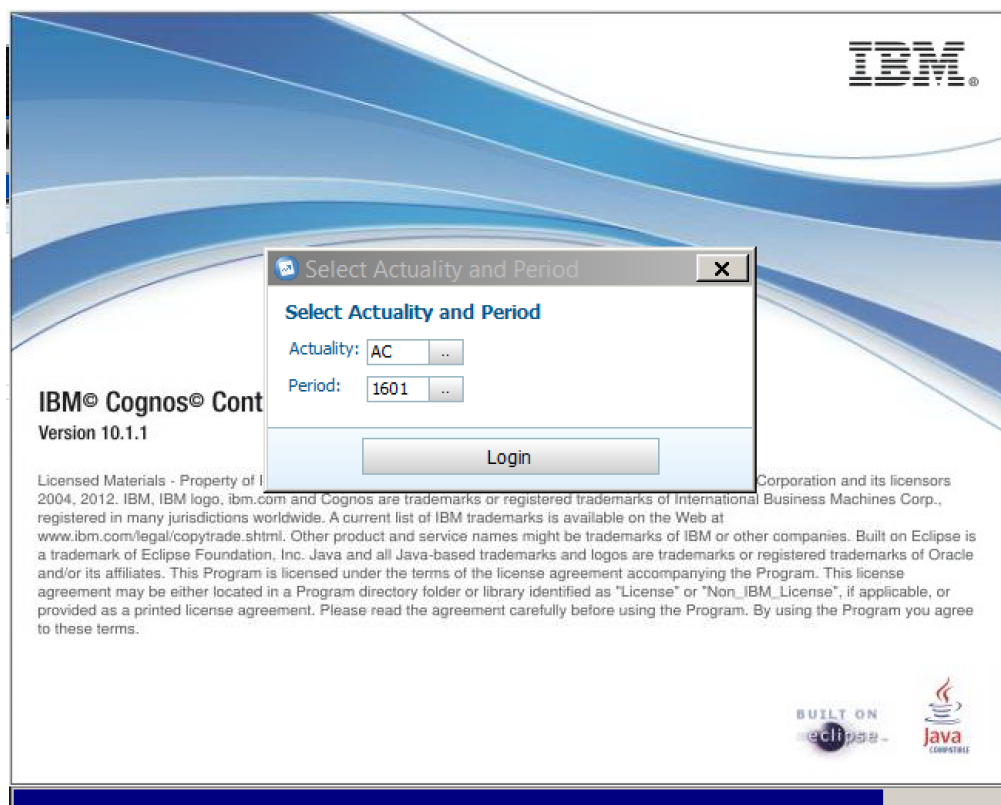 IBM®
Select Actuality and Period
Select Actuality and Period
Actuality: AC ..
Period: 1601 ..
Login
IBM© Cognos© Cont
Version 10.1.1
Licensed Materials - Property of Corporation and its licensors
2004, 2012. IBM, IBM logo, ibm.com and Cognos are trademarks or registered trademarks of International Business Machines Corp.,
registered in many jurisdictions worldwide. A current list of IBM trademarks is available on the Web at
www.ibm.com/legal/copytrade.shtml. Other product and service names might be trademarks of IBM or other companies. Built on Eclipse is
a trademark of Eclipse Foundation, Inc. Java and all Java-based trademarks and logos are trademarks or registered trademarks of Oracle
and/or its affiliates. This Program is licensed under the terms of the license agreement accompanying the Program. This license
agreement may be either located in a Program directory folder or library identified as "License" or "Non_IBM_License", if applicable, or
provided as a printed license agreement. Please read the agreement carefully before using the Program. By using the Program you agree
to these terms.
BUILT ON
eclipse™
Java
COMPATIBLE